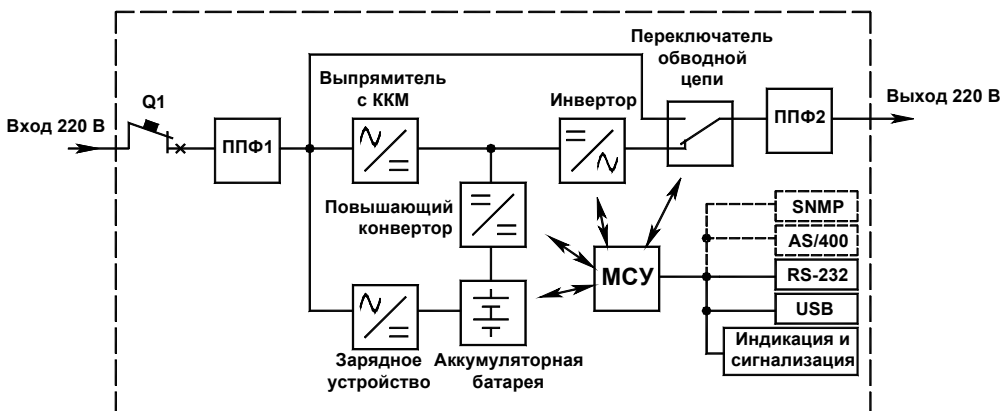 Переключатель
обводной
цепи
Выпрямитель
с ККМ
Q1
Инвертор
Выход 220 В
Вход 220 В
ППФ1
ППФ2
Повышающий
конвертор
SNMP
AS/400
МСУ
RS-232
USB
Индикация и
сигнализация
Зарядное
устройство
Аккумуляторная
батарея